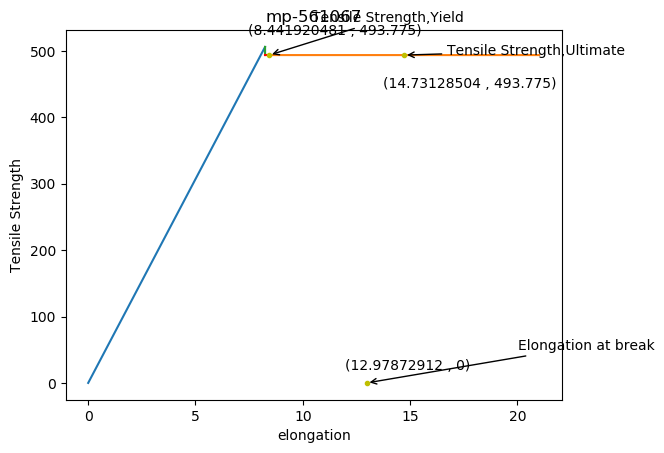 mp-561067
Tensile Strength,Yield
(8.441920481 , 493.775)
Tensile Strength,Ultimate
(14.73128504 , 493.775)
Elongation at break
(12.97872912 , 0)
500
400
300
200
100
0
Tensile Strength
0 5 10 15 20
elongation